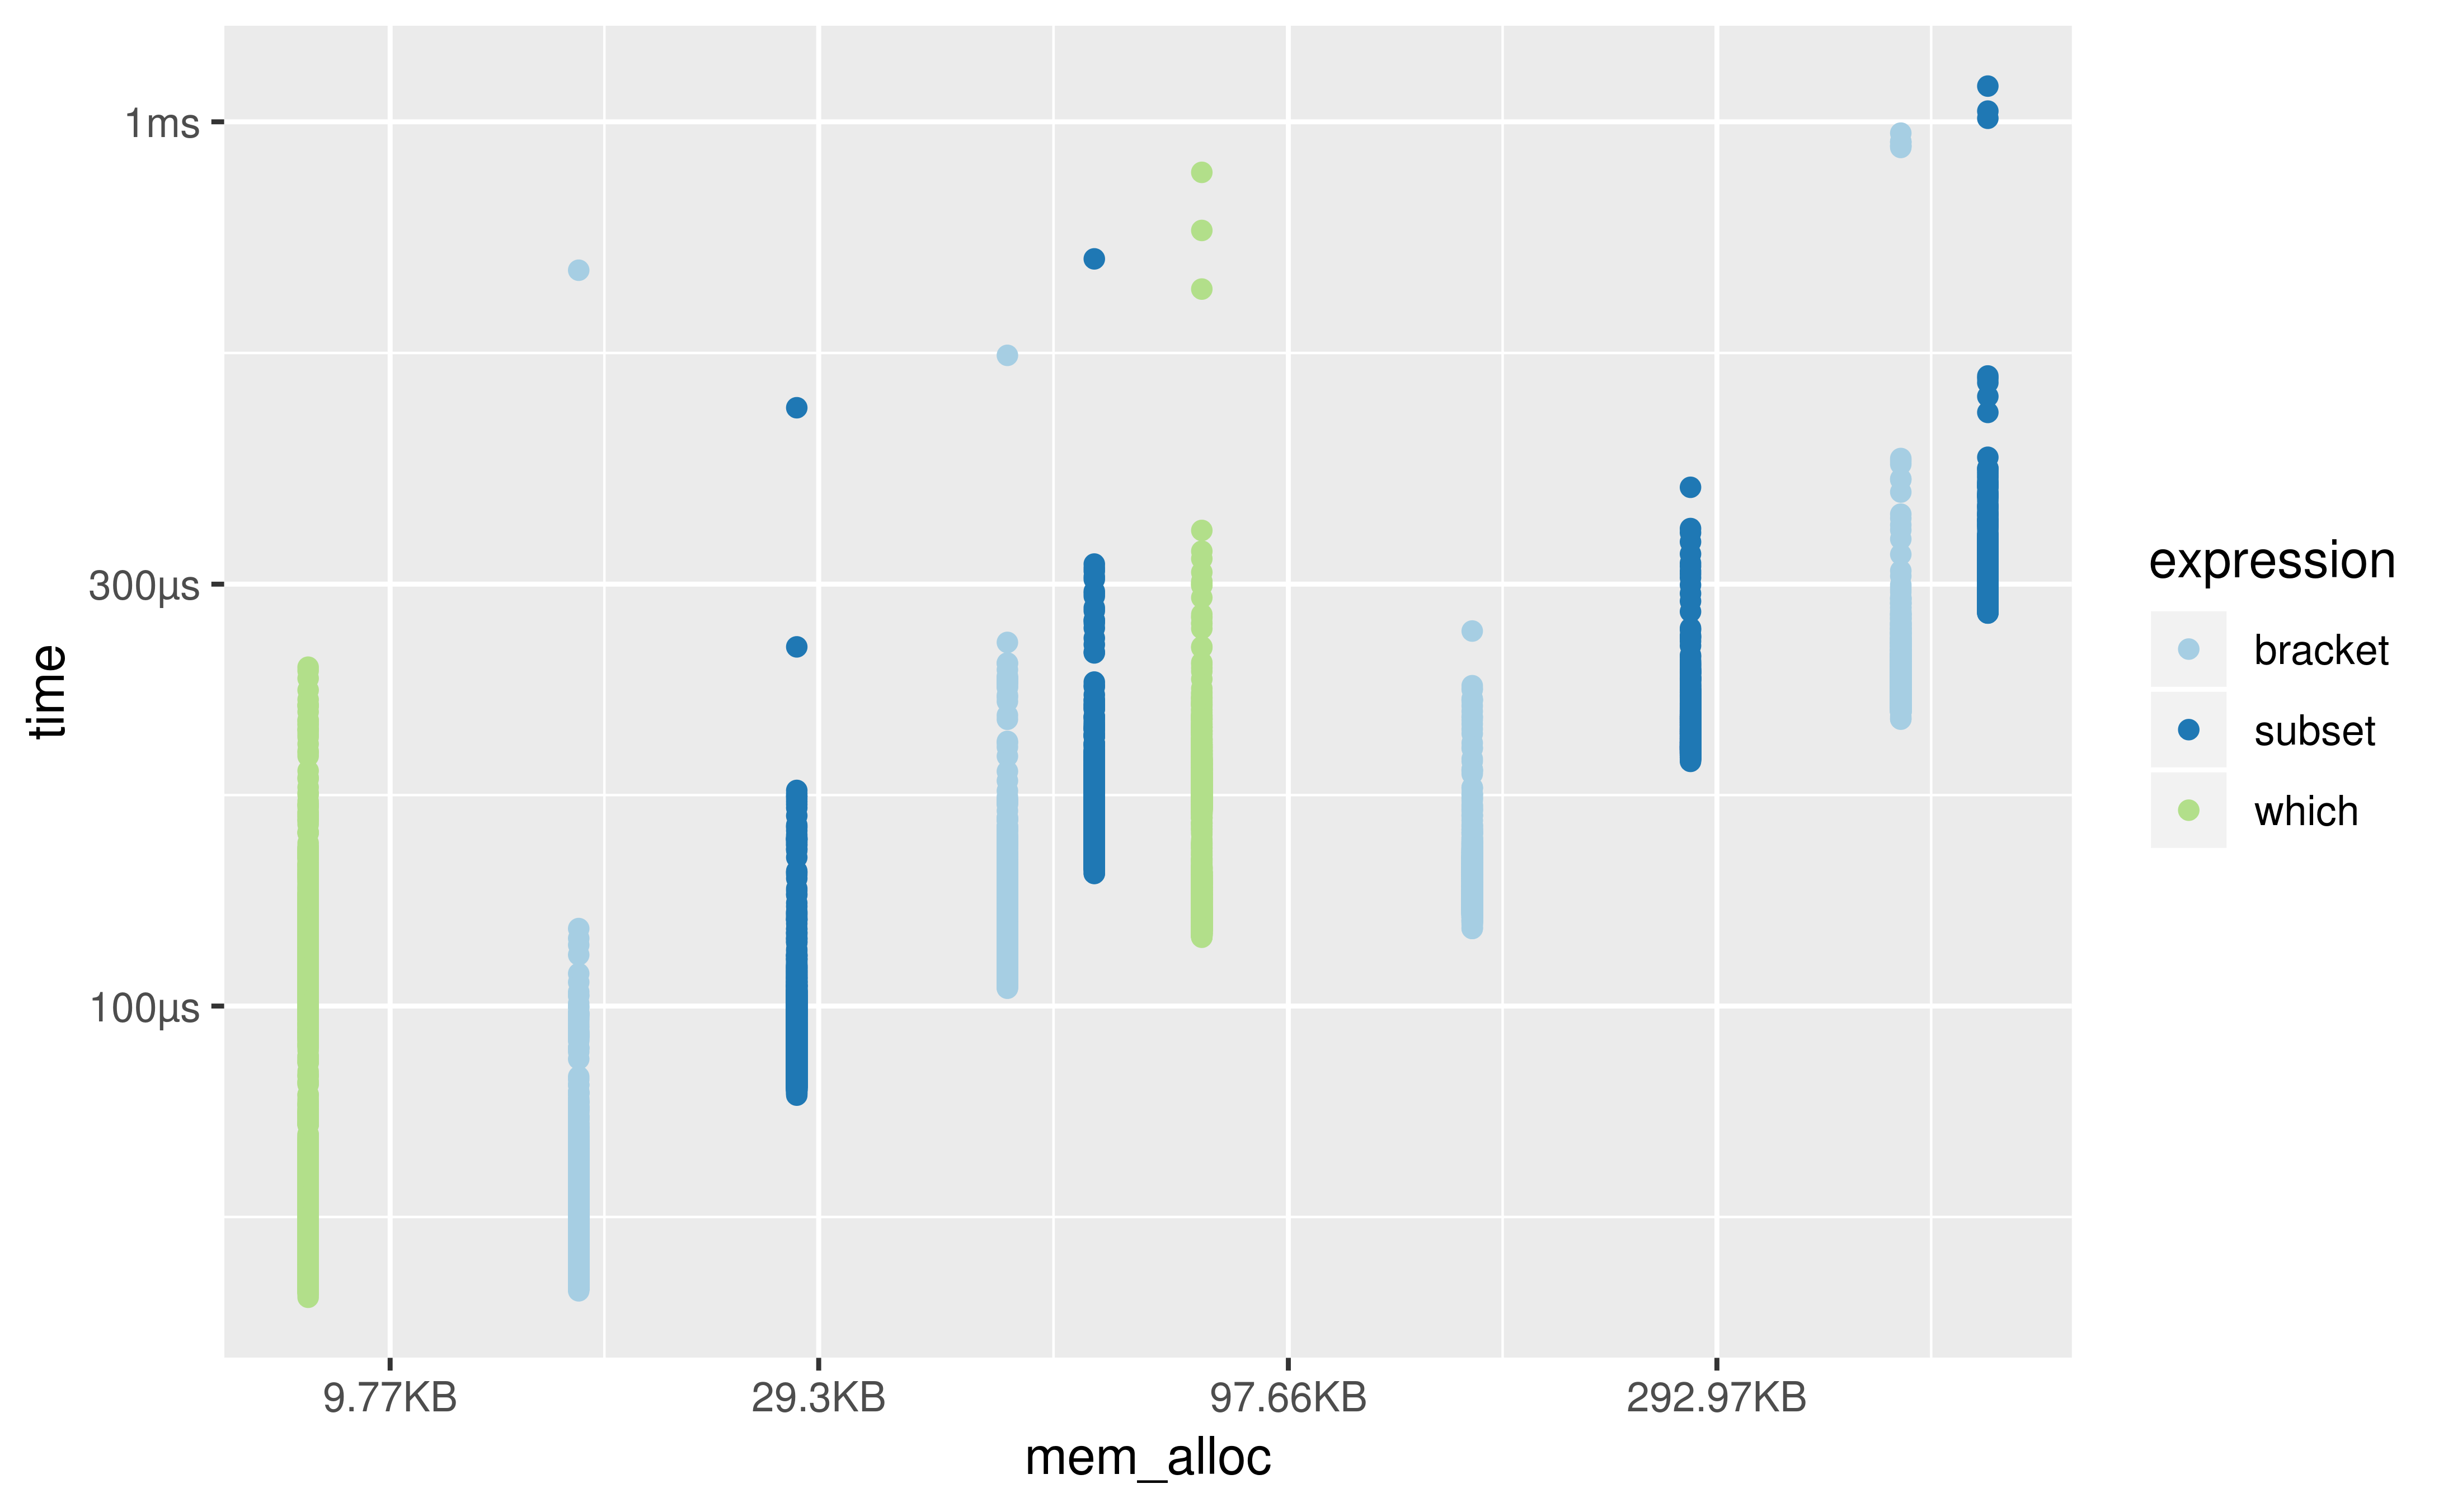 1ms
300µs
100µs
time
9.77KB
29.3KB
97.66KB
292.97KB
mem_alloc
expression
bracket
subset
which